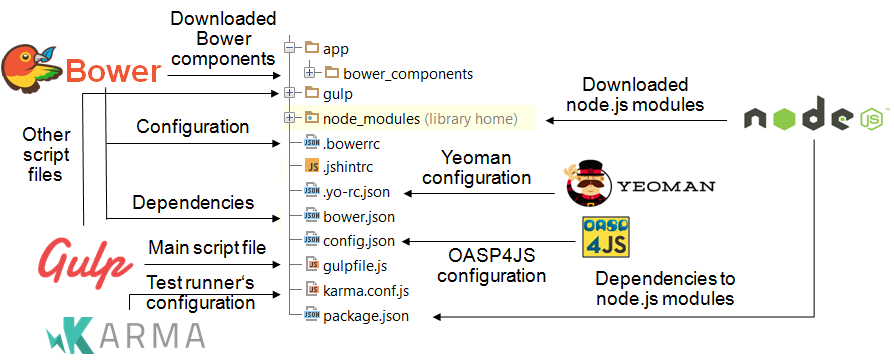 Downloaded
Bower
components
Bower
Other
script
files
Configuration
Dependencies
Gulp
Main script file
Test runner's
configuration
KARMA
app
bower_components
gulp
node_modules (library home)
JSON .bowerrc
JS .jshintrc
JSON .yo-rc.json
JSON bower.json
JSON config.json
JS gulpfile.js
JS karma.conf.js
JSON package.json
Downloaded
node.js modules
node JS
Yeoman
configuration
YEOMAN
OASP
4JS
OASP4JS
configuration
Dependencies to
node.js modules